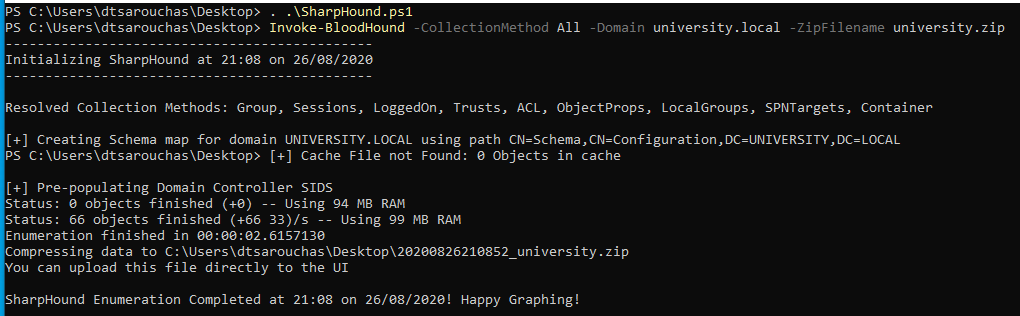 PS C:\Users\dtsarouchas\Desktop> . .\SharpHound.ps1
PS C:\Users\dtsarouchas\Desktop> Invoke-BloodHound -CollectionMethod All -Domain university.local -ZipFilename university.zip
----------------------------------------------
Initializing SharpHound at 21:08 on 26/08/2020
----------------------------------------------
Resolved Collection Methods: Group, Sessions, LoggedOn, Trusts, ACL, ObjectProps, LocalGroups, SPNTargets, Container
[+] Creating Schema map for domain UNIVERSITY.LOCAL using path CN=Schema,CN=Configuration,DC=UNIVERSITY,DC=LOCAL
PS C:\Users\dtsarouchas\Desktop> [+] Cache File not Found: 0 Objects in cache
[+] Pre-populating Domain Controller SIDS
Status: 0 objects finished (+0) -- Using 94 MB RAM
Status: 66 objects finished (+66 33)/s -- Using 99 MB RAM
Enumeration finished in 00:00:02.6157130
Compressing data to C:\Users\dtsarouchas\Desktop\20200826210852_university.zip
You can upload this file directly to the UI
SharpHound Enumeration Completed at 21:08 on 26/08/2020! Happy Graphing!